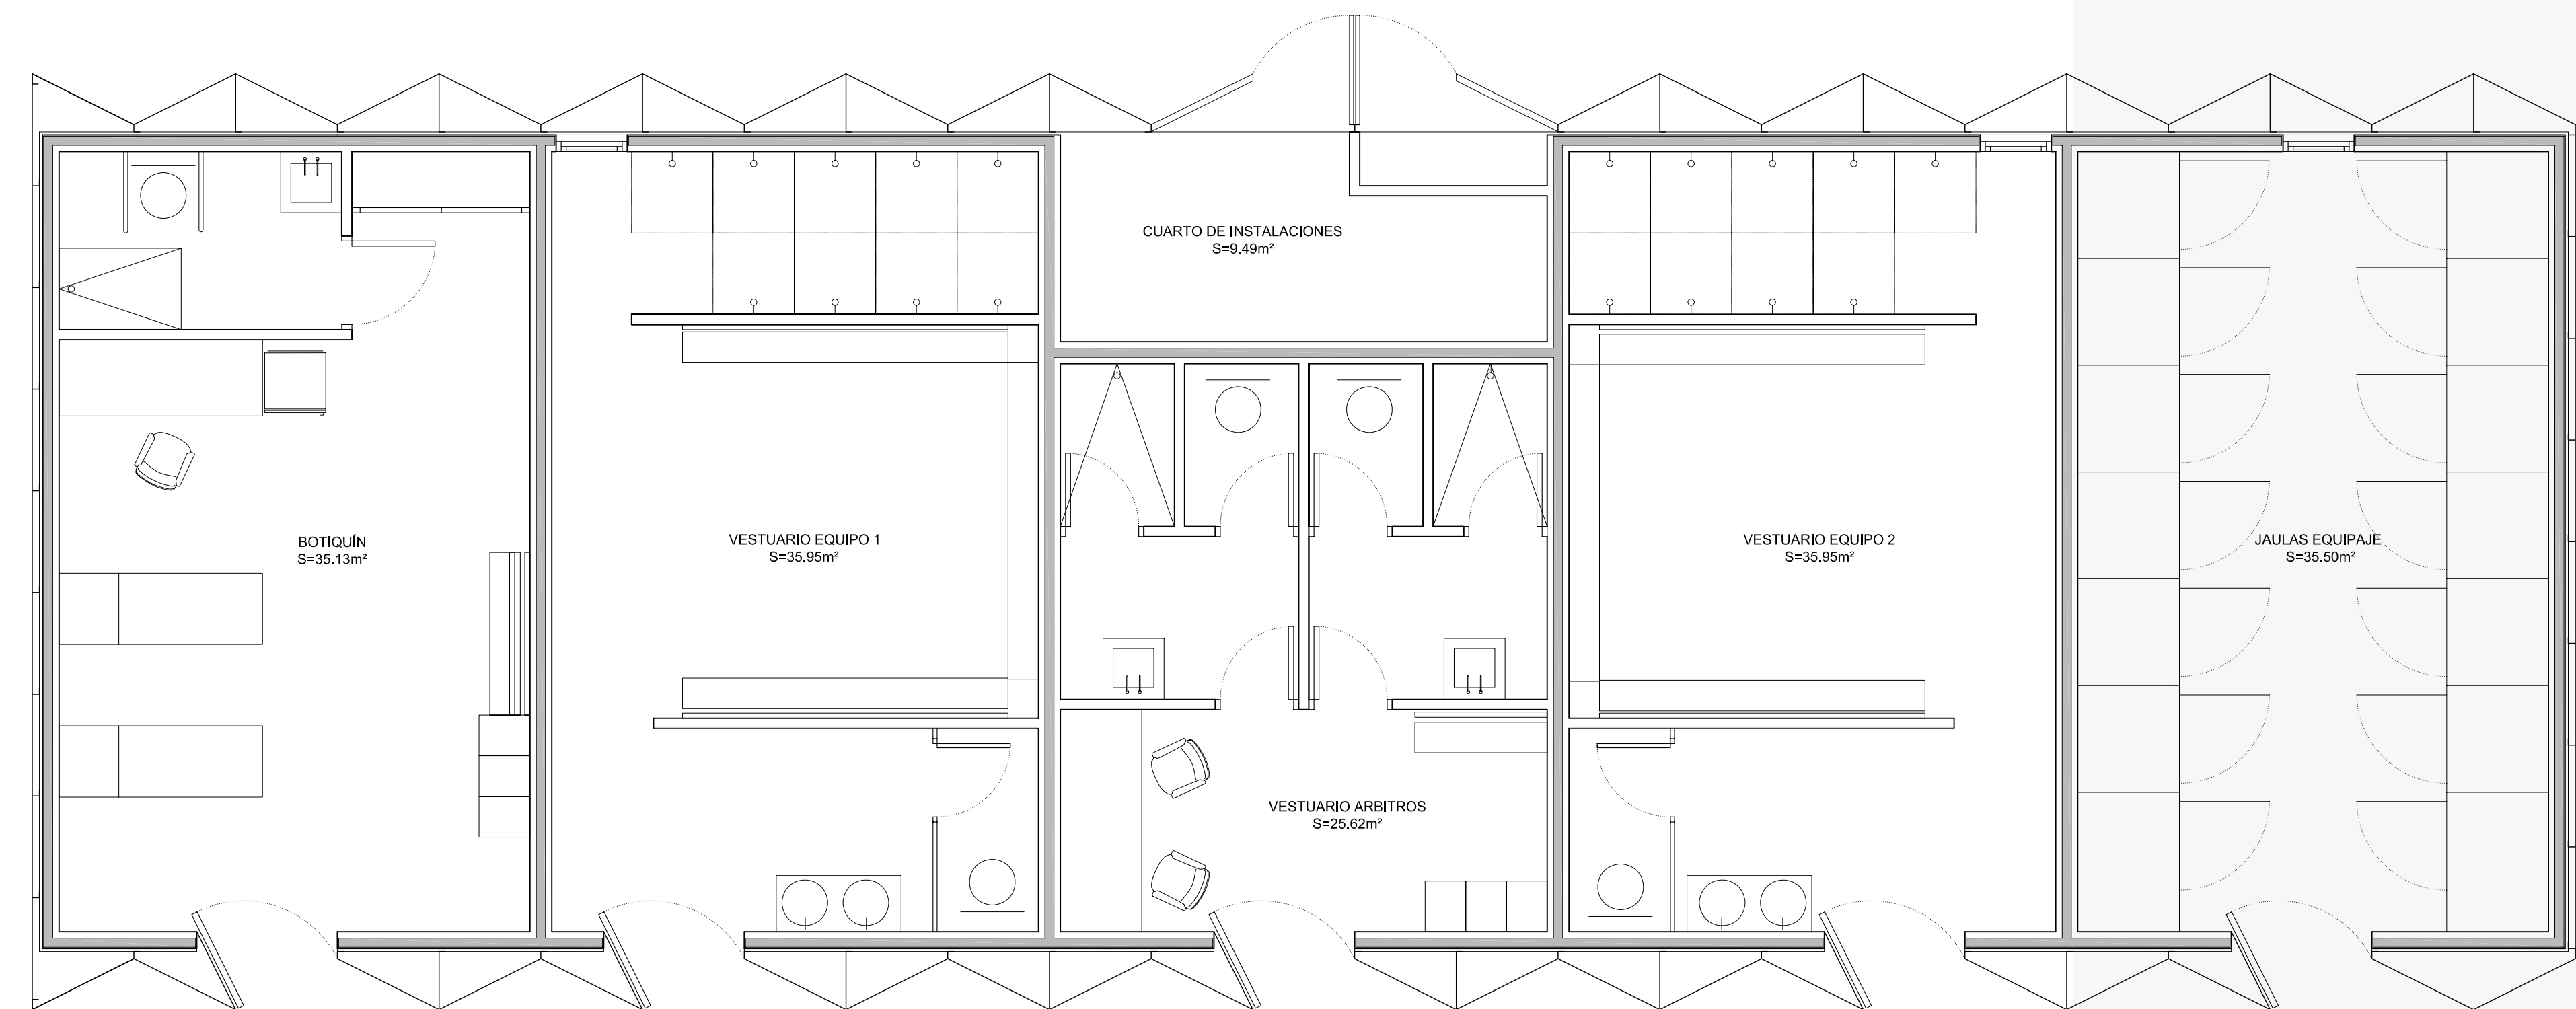 CUARTO DE INSTALACIONES
S=9.49m²
BOTIQUÍN
S=35.13m²
VESTUARIO EQUIPO 1
S=35.95m²
VESTUARIO EQUIPO 2
S=35.95m²
JAULAS EQUIPAJE
S=35.50m²
VESTUARIO ARBITROS
S=25.62m²